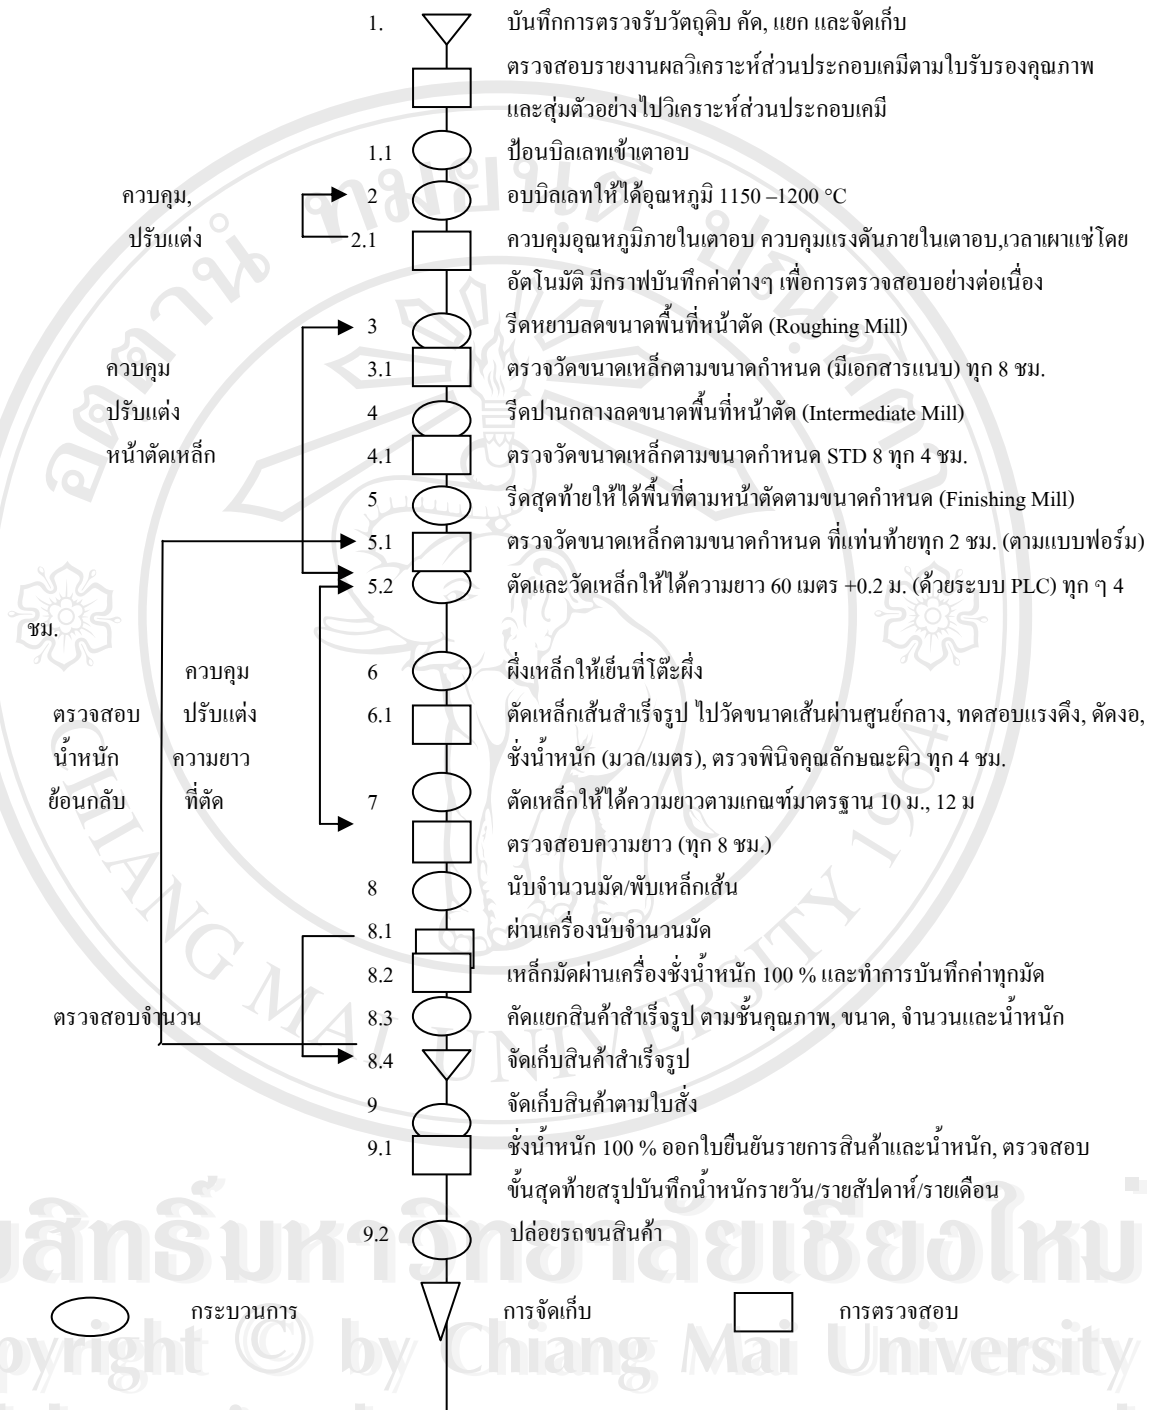 1. บันทึกการตรวจรับวัตถุดิบ คัด, แยก และจัดเก็บ
ตรวจสอบรายงานผลวิเคราะห์ส่วนประกอบเคมีตามใบรับรองคุณภาพ
และสุ่มตัวอย่างไปวิเคราะห์ส่วนประกอบเคมี
1.1 ป้อนบิลเลทเข้าเตาอบ
ควบคุม, 2 อบบิลเลทให้ได้อุณหภูมิ 1150 –1200 °C
ปรับแต่ง 2.1 ควบคุมอุณหภูมิภายในเตาอบ ควบคุมแรงดันภายในเตาอบ,เวลาเผาแช่โดย
อัตโนมัติ มีกราฟบันทึกค่าต่างๆ เพื่อการตรวจสอบอย่างต่อเนื่อง
3 รีดหยาบลดขนาดพื้นที่หน้าตัด (Roughing Mill)
ควบคุม 3.1 ตรวจวัดขนาดเหล็กตามขนาดกำหนด (มีเอกสารแนบ) ทุก 8 ชม.
ปรับแต่ง 4 รีดปานกลางลดขนาดพื้นที่หน้าตัด (Intermediate Mill)
หน้าตัดเหล็ก 4.1 ตรวจวัดขนาดเหล็กตามขนาดกำหนด STD 8 ทุก 4 ชม.
5 รีดสุดท้ายให้ได้พื้นที่ตามหน้าตัดตามขนาดกำหนด (Finishing Mill)
5.1 ตรวจวัดขนาดเหล็กตามขนาดกำหนด ที่แท่นท้ายทุก 2 ชม. (ตามแบบฟอร์ม)
5.2 ตัดและวัดเหล็กให้ได้ความยาว 60 เมตร +0.2 ม. (ด้วยระบบ PLC) ทุก ๆ 4
ชม.
ควบคุม 6 ผึ่งเหล็กให้เย็นที่โต๊ะผึ่ง
ตรวจสอบ ปรับแต่ง 6.1 ตัดเหล็กเส้นสำเร็จรูป ไปวัดขนาดเส้นผ่านศูนย์กลาง, ทดสอบแรงดึง, ดัดงอ,
น้ำหนัก ความยาว ชั่งน้ำหนัก (มวล/เมตร), ตรวจพินิจคุณลักษณะผิว ทุก 4 ชม.
ย้อนกลับ ที่ตัด 7 ตัดเหล็กให้ได้ความยาวตามเกณฑ์มาตรฐาน 10 ม., 12 ม
ตรวจสอบความยาว (ทุก 8 ชม.)
8 นับจำนวนมัด/พับเหล็กเส้น
8.1 ผ่านเครื่องนับจำนวนมัด
8.2 เหล็กมัดผ่านเครื่องชั่งน้ำหนัก 100 % และทำการบันทึกค่าทุกมัด
ตรวจสอบจำนวน 8.3 คัดแยกสินค้าสำเร็จรูป ตามชั้นคุณภาพ, ขนาด, จำนวนและน้ำหนัก
8.4 จัดเก็บสินค้าสำเร็จรูป
9 จัดเก็บสินค้าตามใบสั่ง
9.1 ชั่งน้ำหนัก 100 % ออกใบยืนยันรายการสินค้าและน้ำหนัก, ตรวจสอบ
ขั้นสุดท้ายสรุปบันทึกน้ำหนักรายวัน/รายสัปดาห์/รายเดือน
9.2 ปล่อยรถขนสินค้า
กระบวนการ การจัดเก็บ การตรวจสอบ
อตฺตานํ ทมยนฺติ ปณฺฑิตา
CHIANG MAI UNIVERSITY 1964
มหาวิทยาลัยเชียงใหม่
© by Chiang Mai University